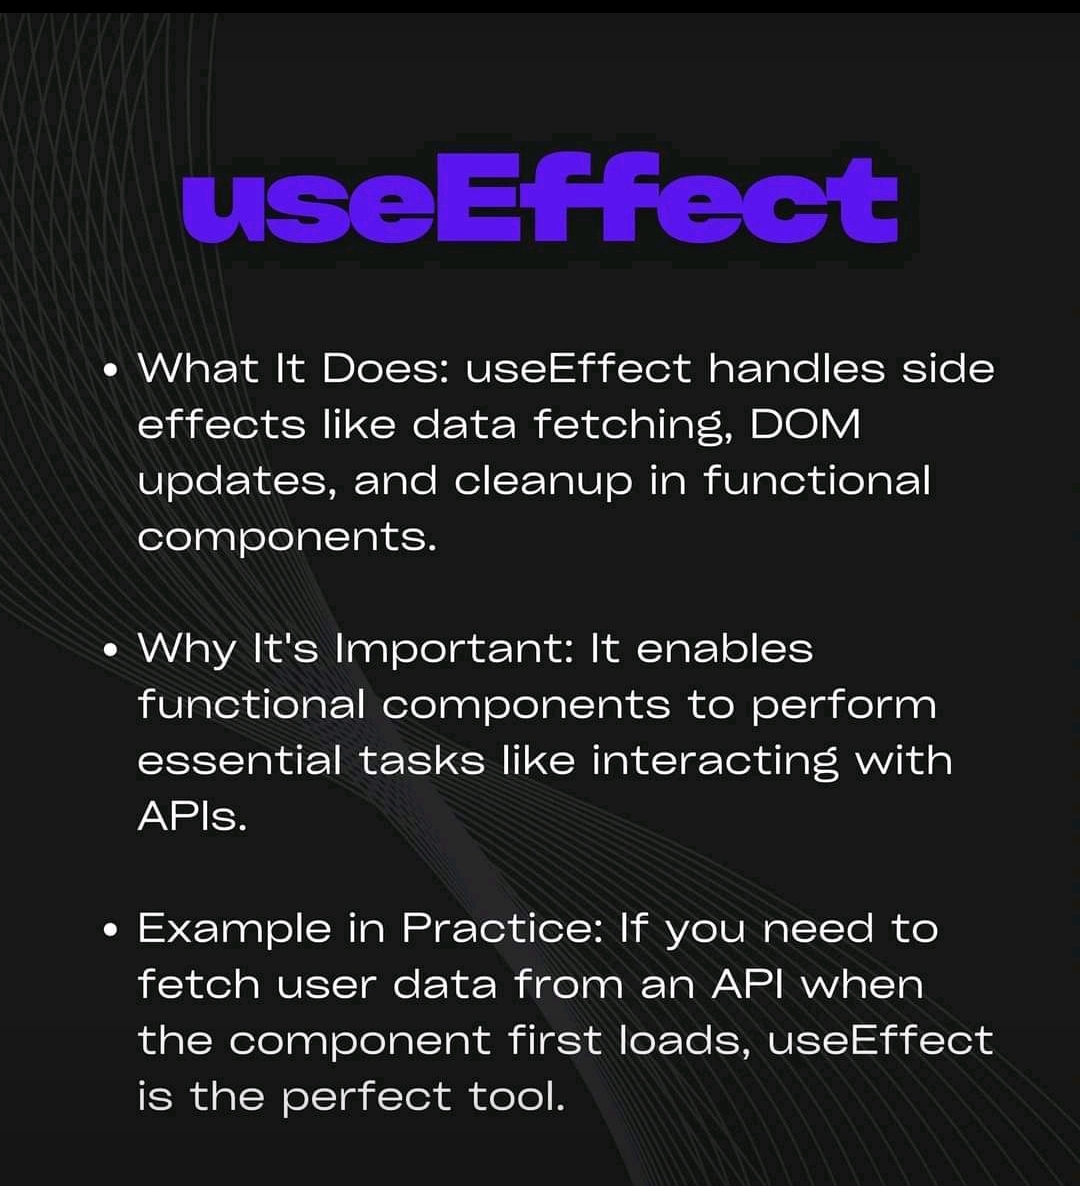 useEffect
• What It Does: useEffect handles side
effects like data fetching, DOM
updates, and cleanup in functional
components.
• Why It's Important: It enables
functional components to perform
essential tasks like interacting with
APIs.
• Example in Practice: If you need to
fetch user data from an API when
the component first loads, useEffect
is the perfect tool.